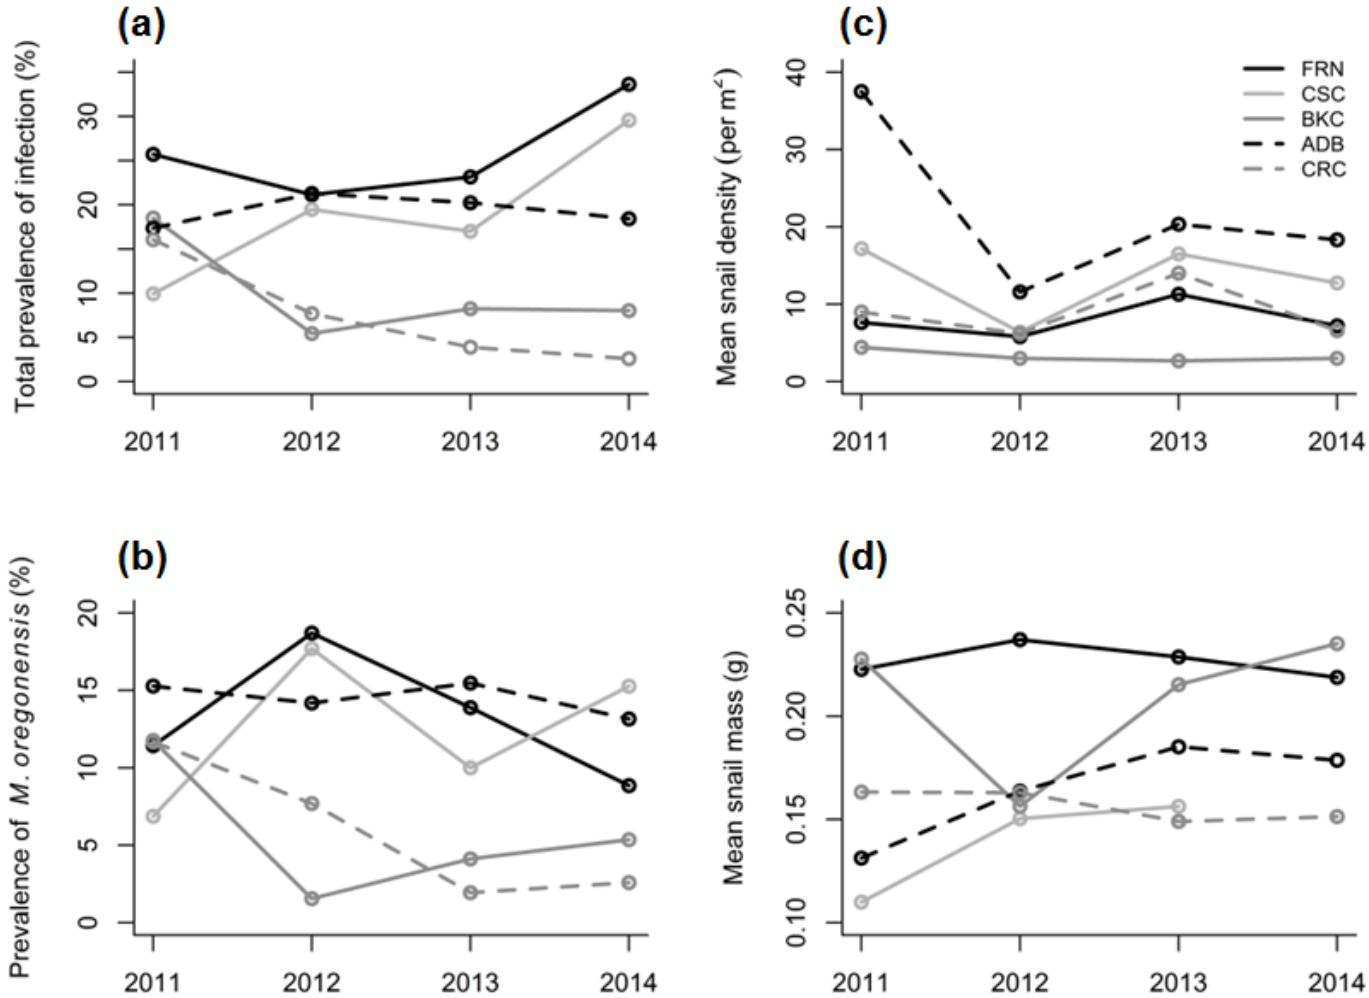 (a)
Total prevalence of infection (%)
30
20
10
5
0
2011 2012 2013 2014
(c)
Mean snail density (per m²)
40
30
20
10
0
2011 2012 2013 2014
FRN
CSC
BKC
ADB
CRC
(b)
Prevalence of M. oregonensis (%)
20
15
10
5
0
2011 2012 2013 2014
(d)
Mean snail mass (g)
0.25
0.20
0.15
0.10
2011 2012 2013 2014